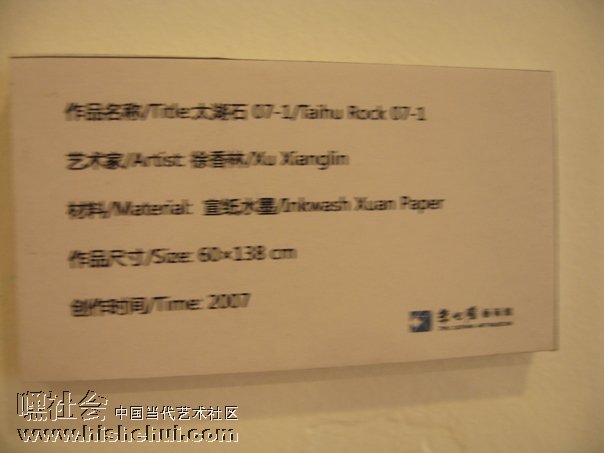 作品名称/Title:太湖石 07-1/Taihu Rock 07-1
艺术家/Artist: 徐香林/Xu Xianglin
材料/Material: 宣纸水墨/Inkwash Xuan Paper
作品尺寸/Size: 60×138 cm
创作时间/Time: 2007
嘿社会 中国当代艺术社区
www.hishehui.com